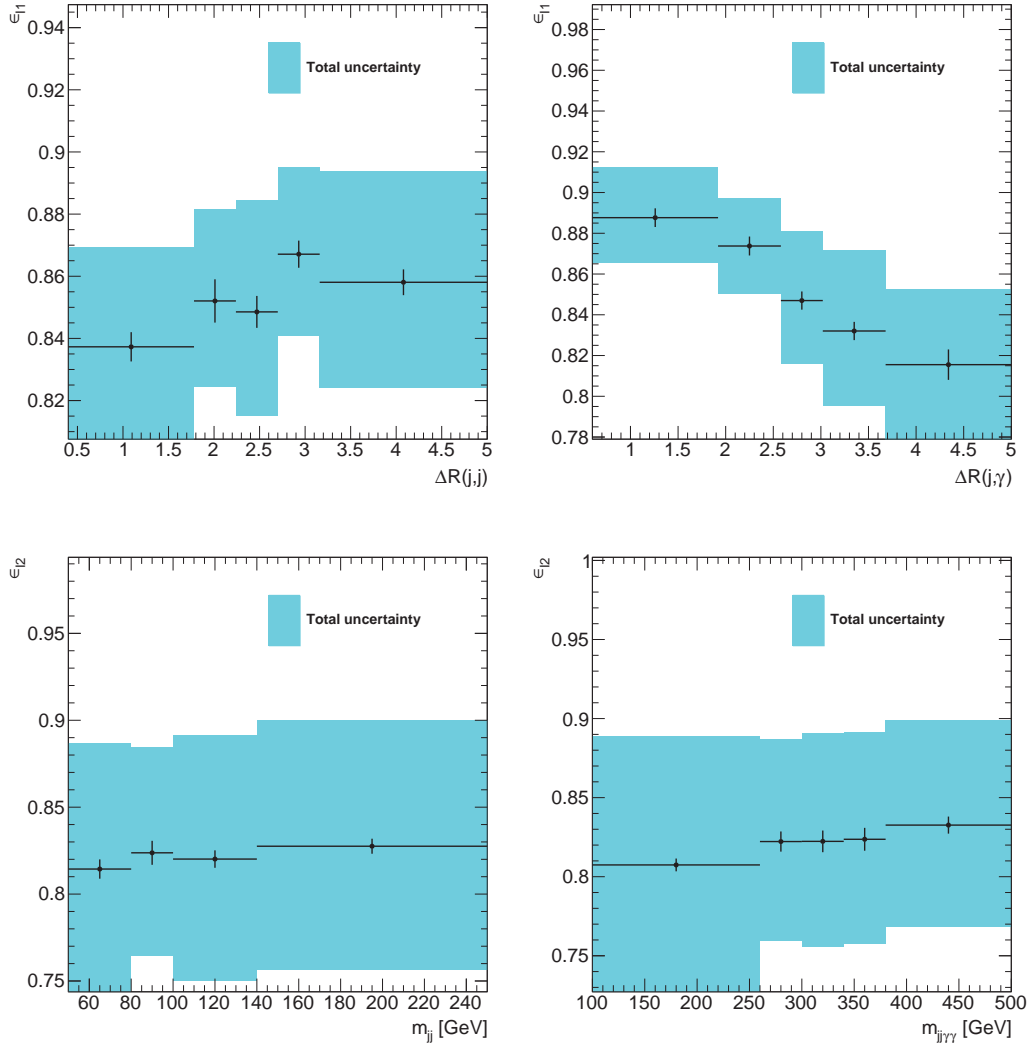 ϵ_I1
0.94
0.92
0.9
0.88
0.86
0.84
0.82
Total uncertainty
0.5 1 1.5 2 2.5 3 3.5 4 4.5 5
ΔR(j,j)
ϵ_I1
0.98
0.96
0.94
0.92
0.9
0.88
0.86
0.84
0.82
0.8
0.78
Total uncertainty
1 1.5 2 2.5 3 3.5 4 4.5 5
ΔR(j,γ)
ϵ_I2
0.95
0.9
0.85
0.8
0.75
Total uncertainty
60 80 100 120 140 160 180 200 220 240
m_jj [GeV]
ϵ_I2
1
0.95
0.9
0.85
0.8
0.75
Total uncertainty
100 150 200 250 300 350 400 450 500
m_jjγγ [GeV]